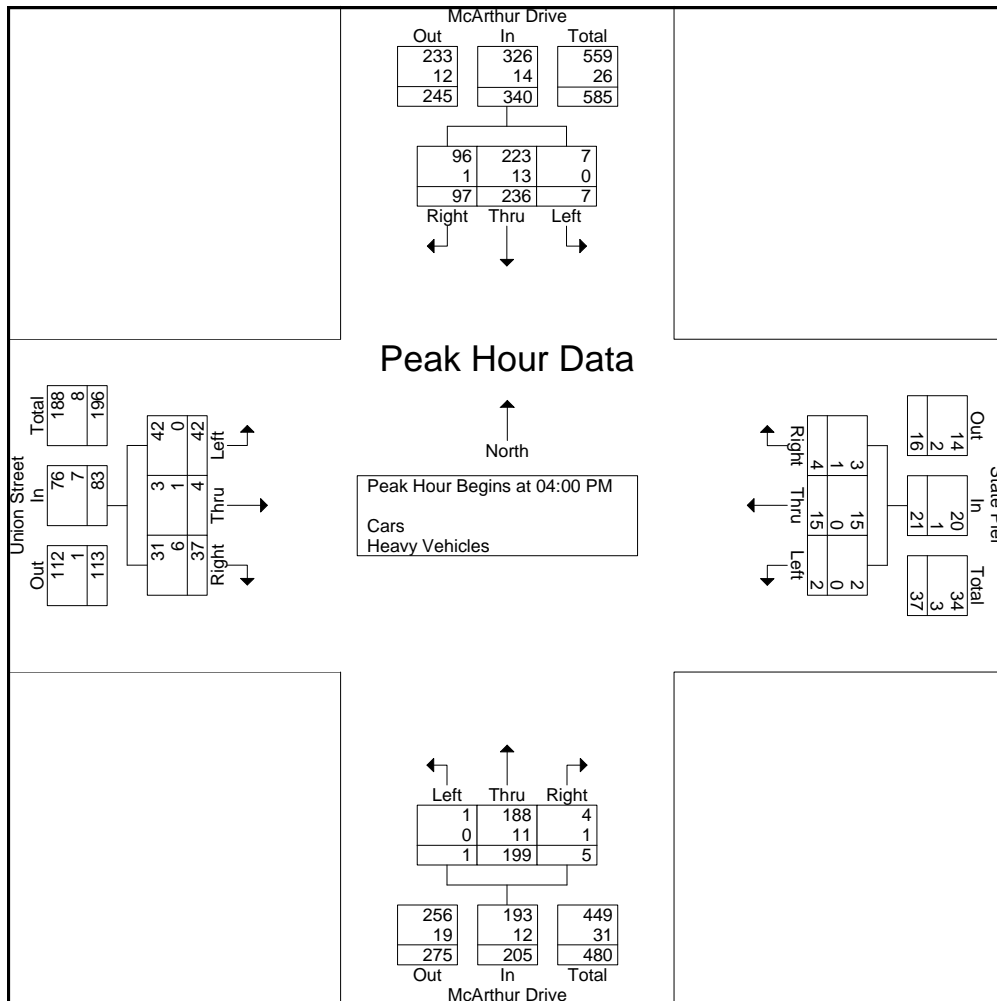 McArthur Drive
Out In Total
233 326 559
12 14 26
245 340 585
96 223 7
1 13 0
97 236 7
Right Thru Left
Peak Hour Data
North
Peak Hour Begins at 04:00 PM
Cars
Heavy Vehicles
Union Street
Total
188
8
196
In
76
7
83
Out
112
1
113
42
0
42
Left
3
1
4
Thru
31
6
37
Right
Right
3
1
4
Thru
15
0
15
Left
2
0
2
Out
14
2
16
In
20
1
21
Total
34
3
37
Left Thru Right
1 188 4
0 11 1
1 199 5
256 193 449
19 12 31
275 205 480
Out In Total
McArthur Drive